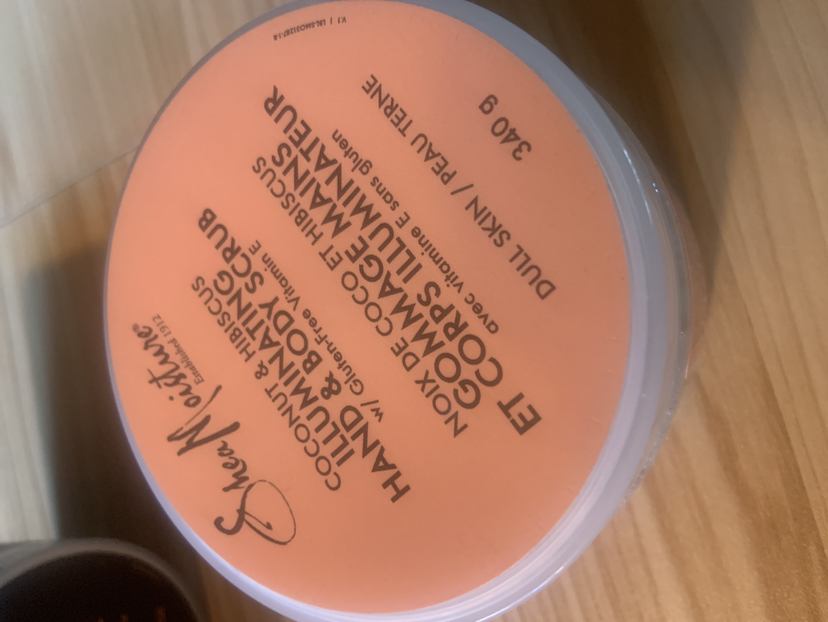 SheaMoisture®
Established 1912
COCONUT & HIBISCUS
ILLUMINATING
HAND & BODY SCRUB
w/ Gluten-Free Vitamin E
NOIX DE COCO ET HIBISCUS
GOMMAGE MAINS
ET CORPS ILLUMINATEUR
avec vitamine E sans gluten
DULL SKIN / PEAU TERNE
340 g